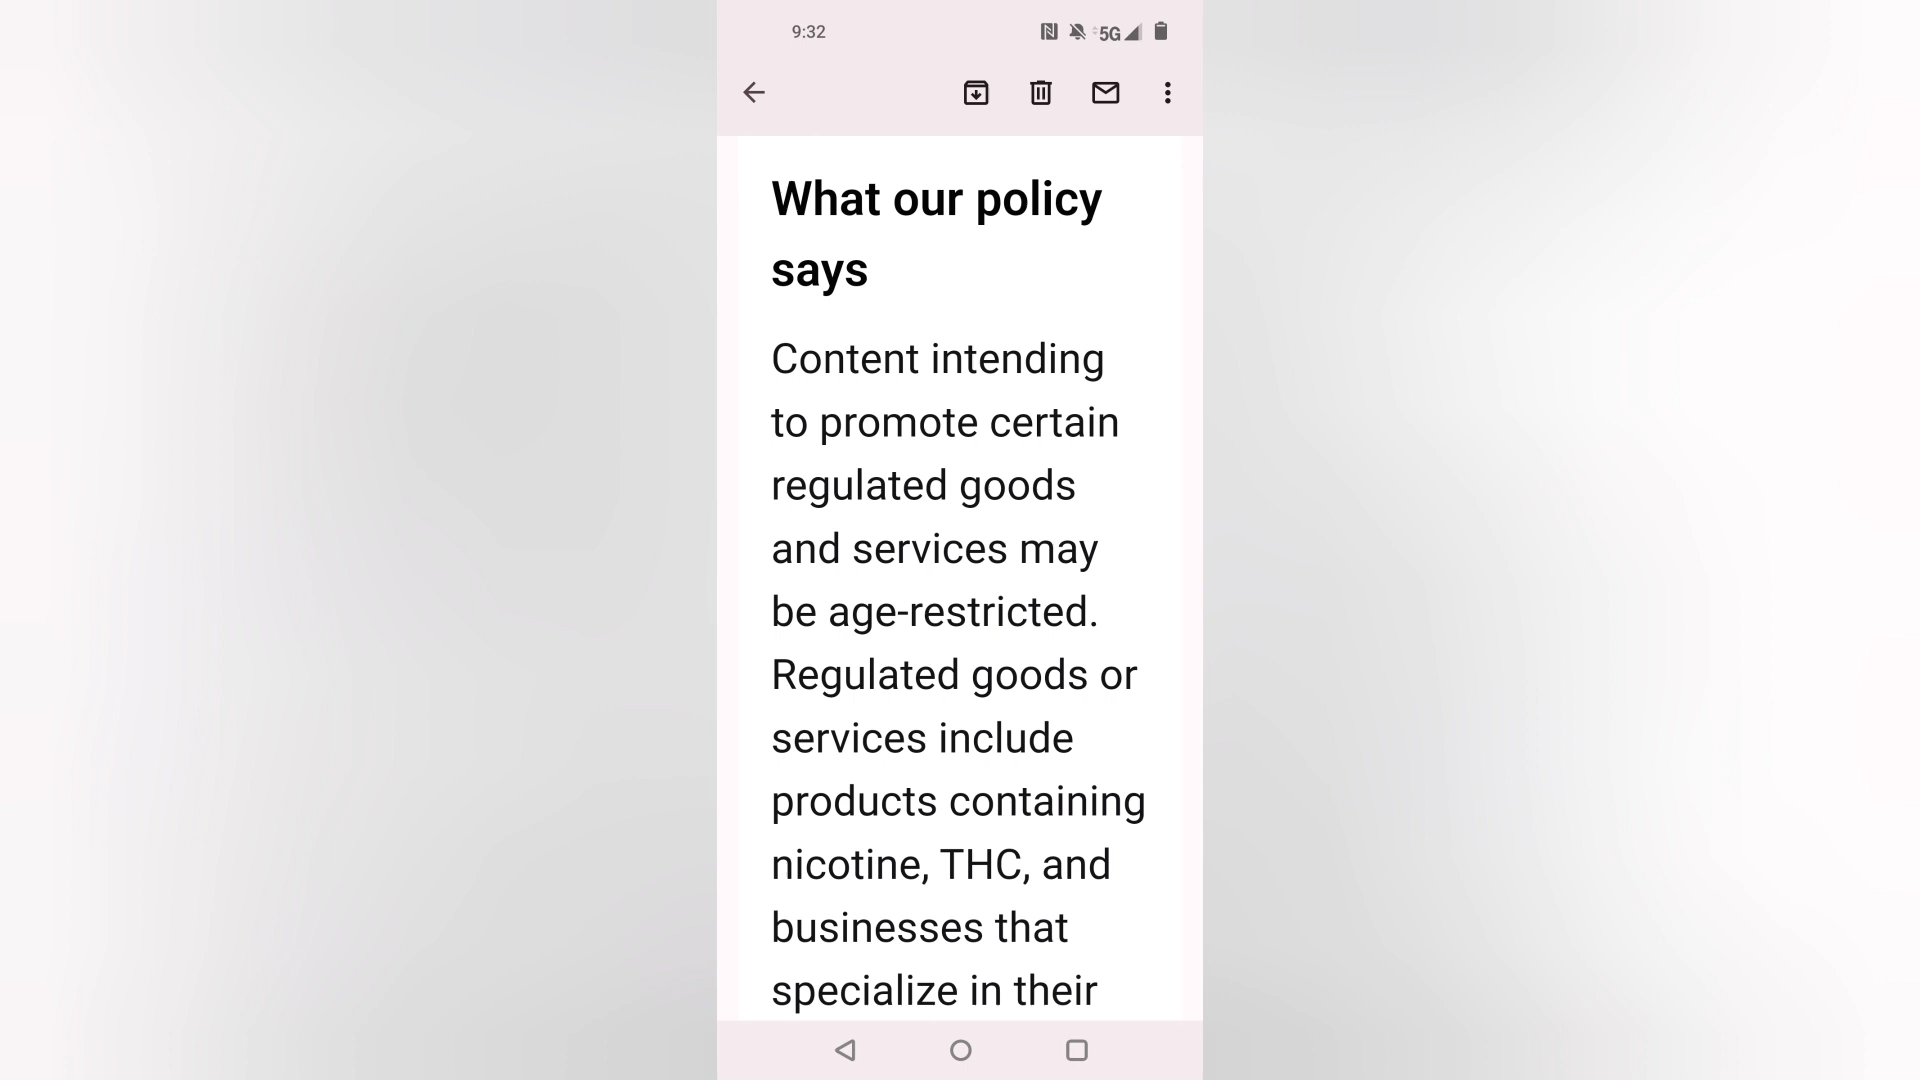 9:32
5G
What our policy
says
Content intending
to promote certain
regulated goods
and services may
be age-restricted.
Regulated goods or
services include
products containing
nicotine, THC, and
businesses that
specialize in their